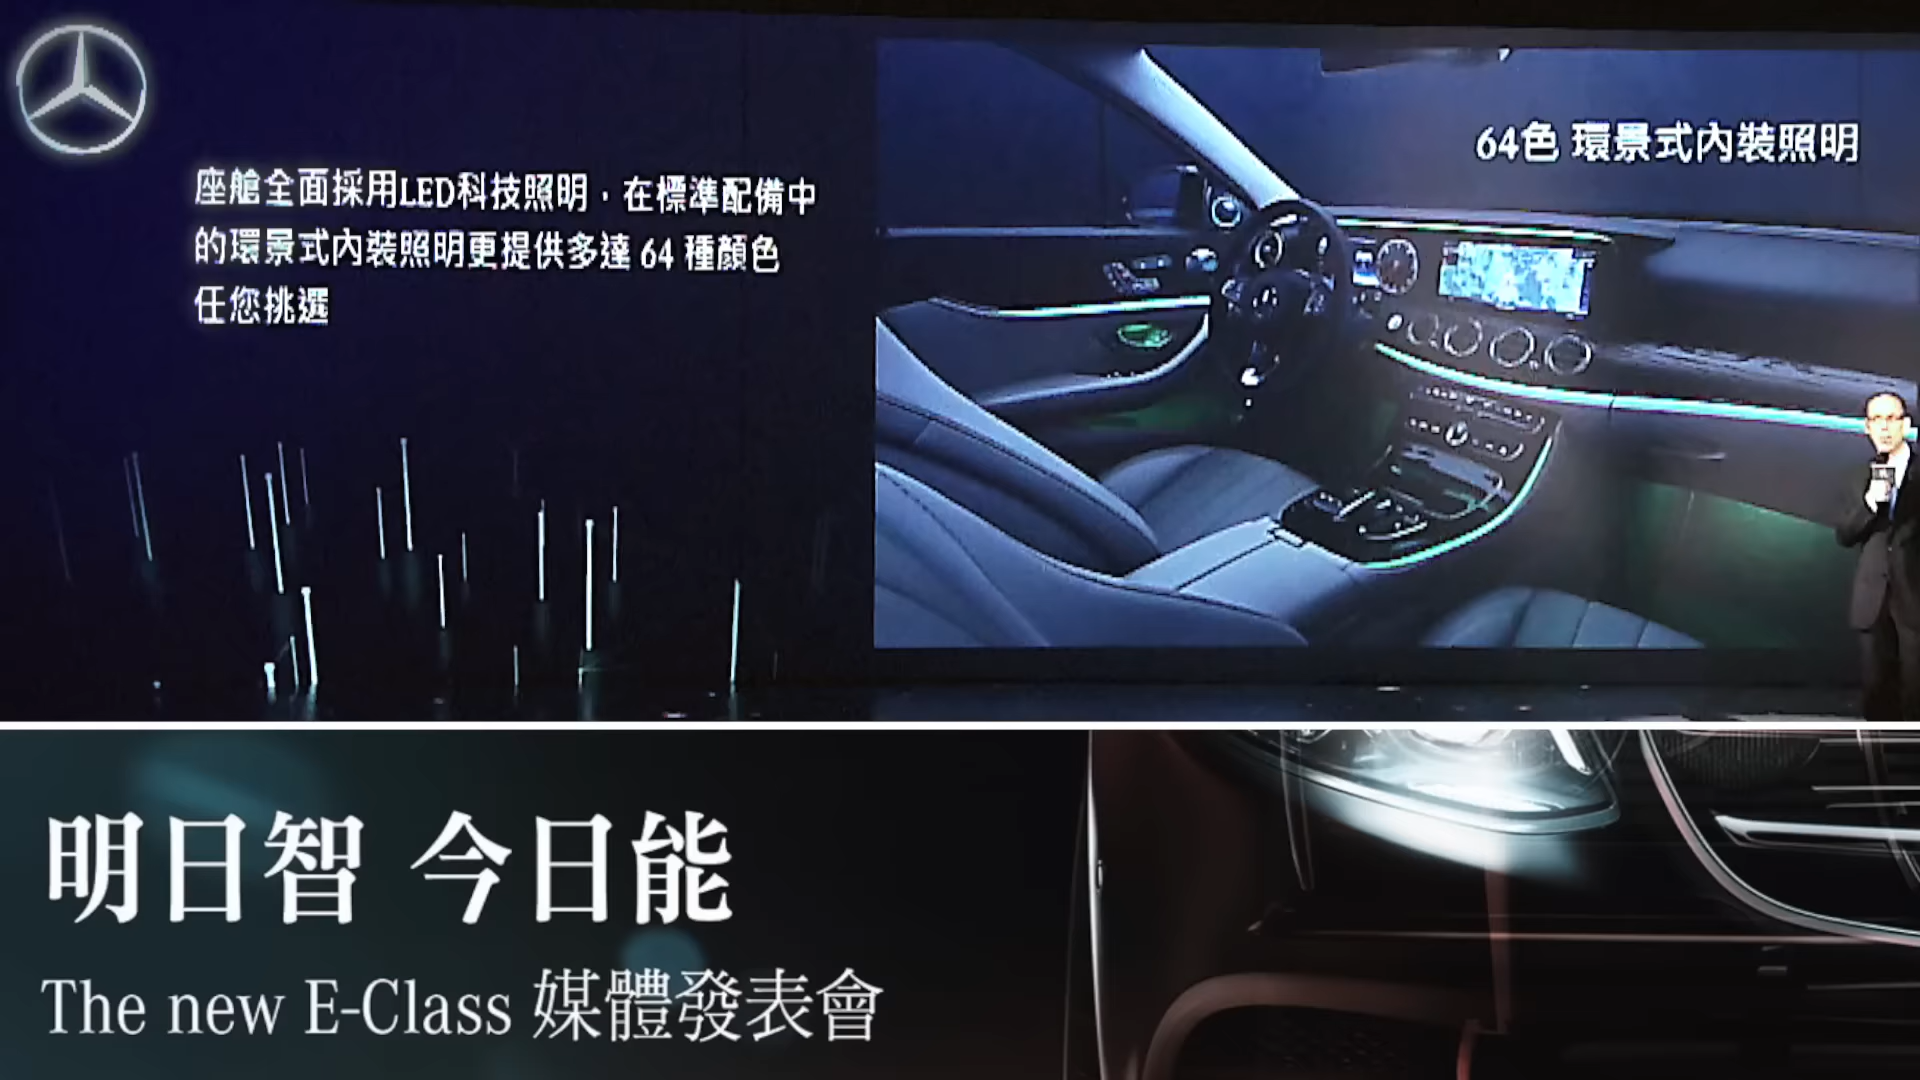 座艙全面採用LED科技照明，在標準配備中
的環景式內裝照明更提供多達 64 種顏色
任您挑選
64色 環景式內裝照明
明日智 今日能
The new E-Class 媒體發表會